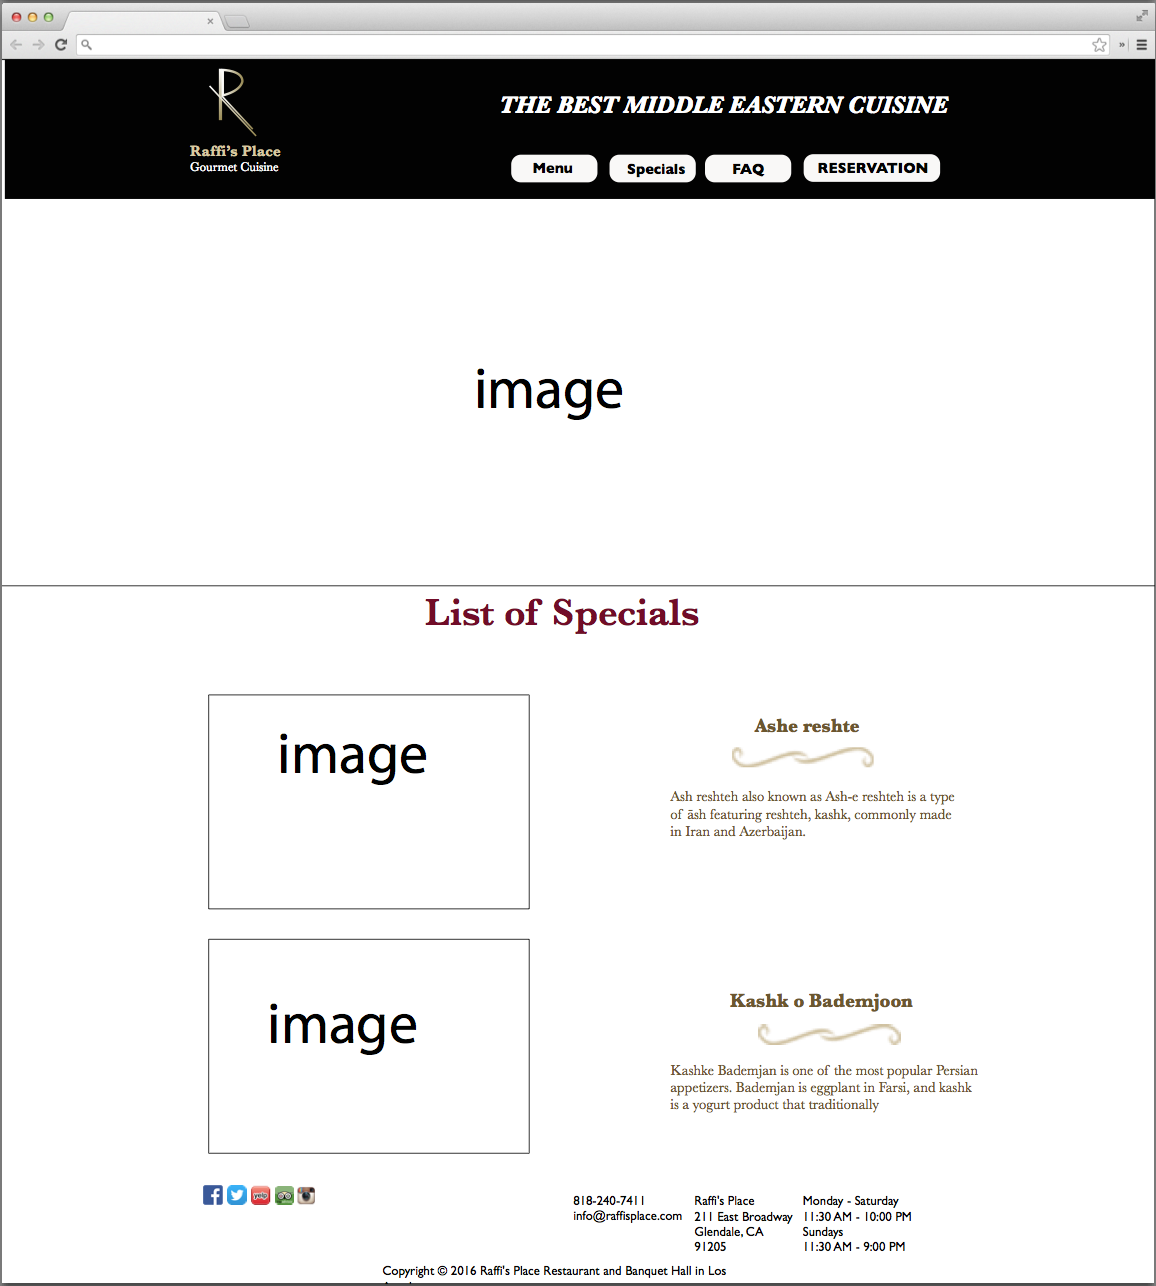 Raffi's Place
Gourmet Cuisine
THE BEST MIDDLE EASTERN CUISINE
Menu
Specials
FAQ
RESERVATION
image
List of Specials
image
Ashe reshte
Ash reshteh also known as Ash-e reshteh is a type
of āsh featuring reshteh, kashk, commonly made
in Iran and Azerbaijan.
image
Kashk o Bademjoon
Kashke Bademjan is one of the most popular Persian
appetizers. Bademjan is eggplant in Farsi, and kashk
is a yogurt product that traditionally
yelp
818-240-7411
info@raffisplace.com
Raffi's Place
211 East Broadway
Glendale, CA
91205
Monday - Saturday
11:30 AM - 10:00 PM
Sundays
11:30 AM - 9:00 PM
Copyright © 2016 Raffi's Place Restaurant and Banquet Hall in Los